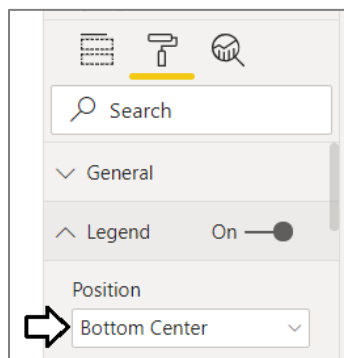 Search
General
Legend On
Position
Bottom Center